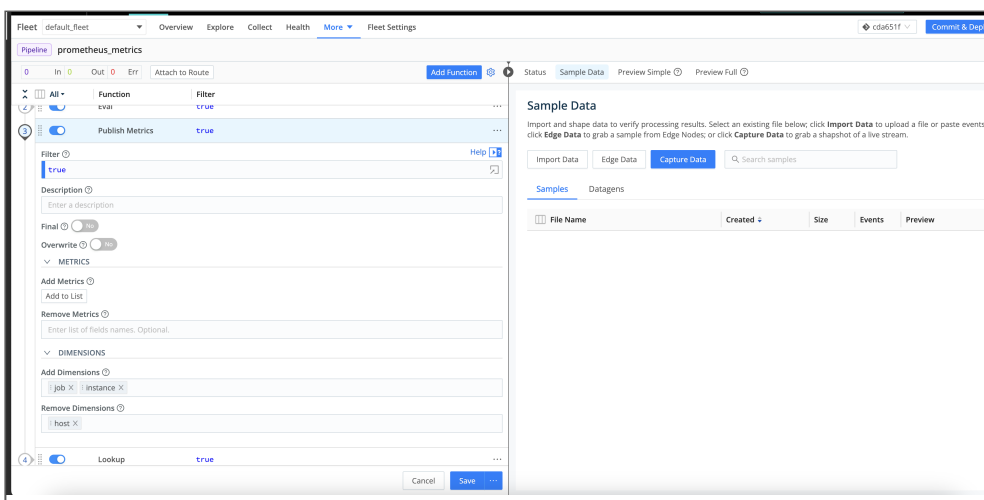 Fleet default_fleet Overview Explore Collect Health More Fleet Settings cda651f Commit & Dep
Pipeline prometheus_metrics
0 In 0 Out 0 Err Attach to Route Add Function
All Function Filter
2 Eval true ...
3 Publish Metrics true ...
Filter Help
true
Description
Enter a description
Final No
Overwrite No
METRICS
Add Metrics
Add to List
Remove Metrics
Enter list of fields names. Optional.
DIMENSIONS
Add Dimensions
job X instance X
Remove Dimensions
host X
4 Lookup true ...
Cancel Save ...
Status Sample Data Preview Simple Preview Full
Sample Data
Import and shape data to verify processing results. Select an existing file below; click Import Data to upload a file or paste events
click Edge Data to grab a sample from Edge Nodes; or click Capture Data to grab a shapshot of a live stream.
Import Data Edge Data Capture Data Search samples
Samples Datagens
File Name Created Size Events Preview